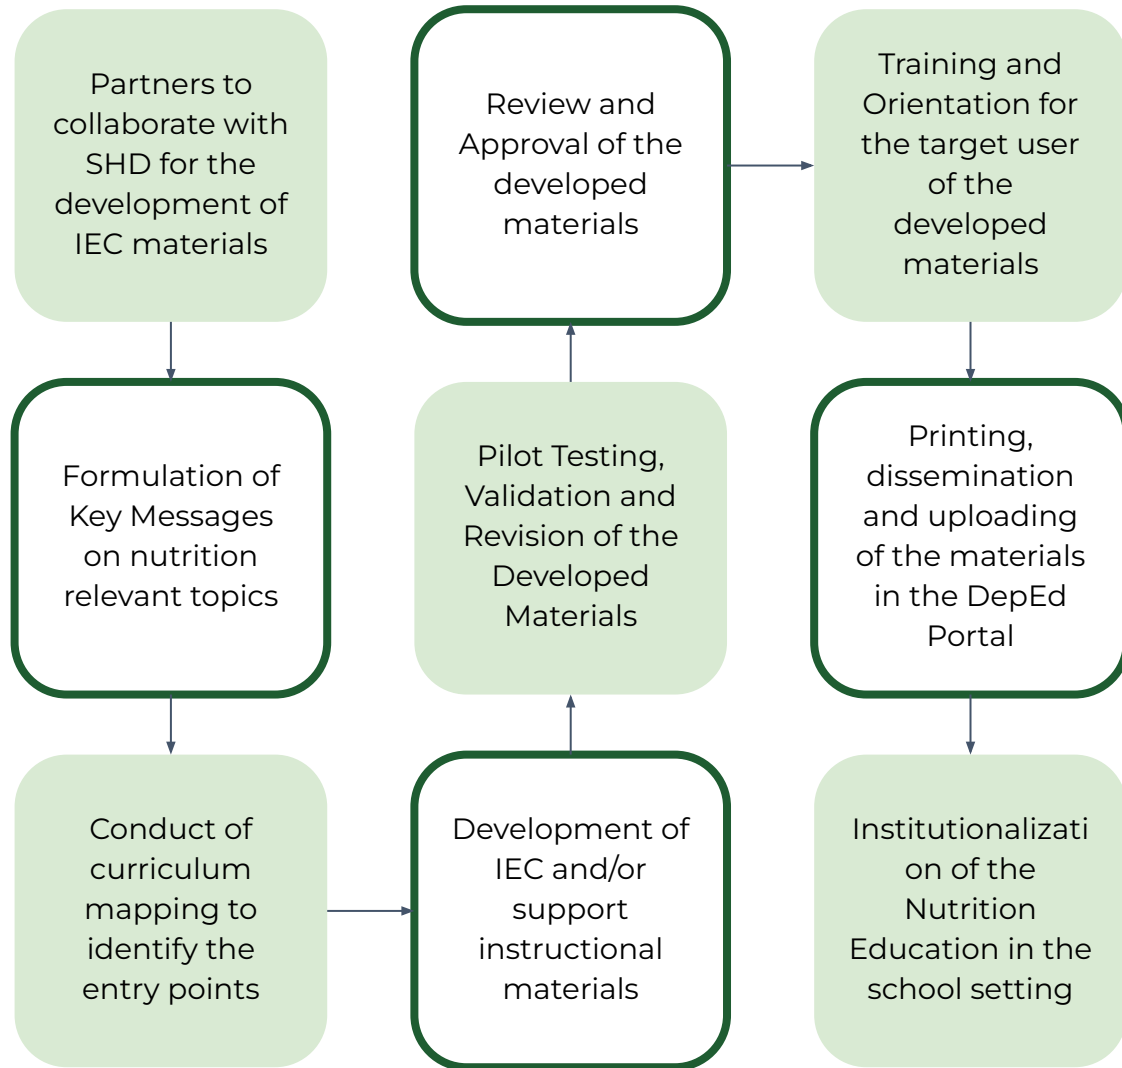 Partners to
collaborate with
SHD for the
development of
IEC materials
Formulation of
Key Messages
on nutrition
relevant topics
Conduct of
curriculum
mapping to
identify the
entry points
Development of
IEC and/or
support
instructional
materials
Pilot Testing,
Validation and
Revision of the
Developed
Materials
Review and
Approval of the
developed
materials
Training and
Orientation for
the target user
of the
developed
materials
Printing,
dissemination
and uploading
of the materials
in the DepEd
Portal
Institutionalizati
on of the
Nutrition
Education in the
school setting